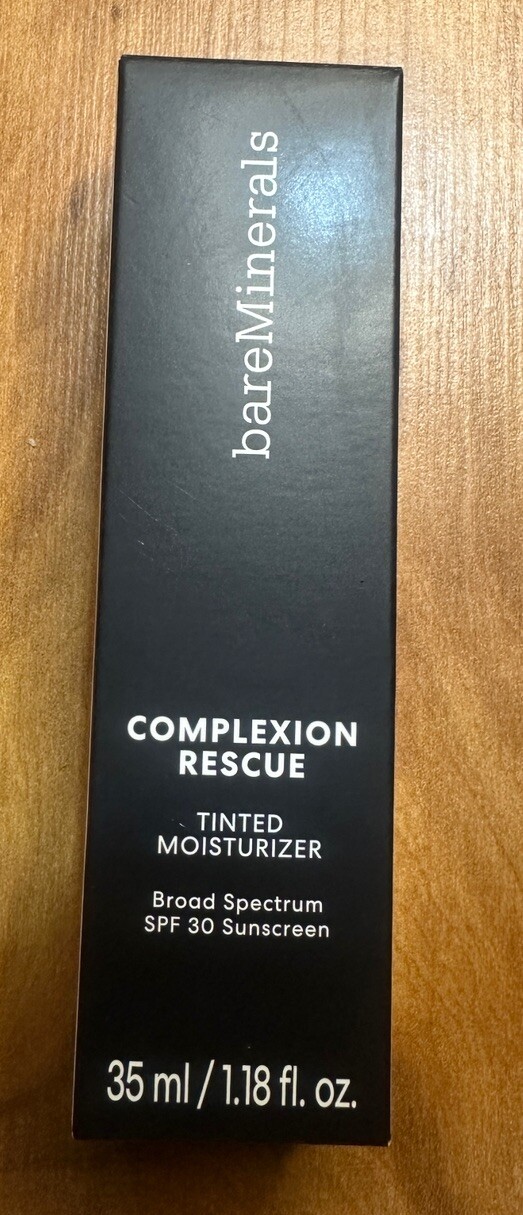 bareMinerals
COMPLEXION
RESCUE
TINTED
MOISTURIZER
Broad Spectrum
SPF 30 Sunscreen
35 ml / 1.18 fl. oz.